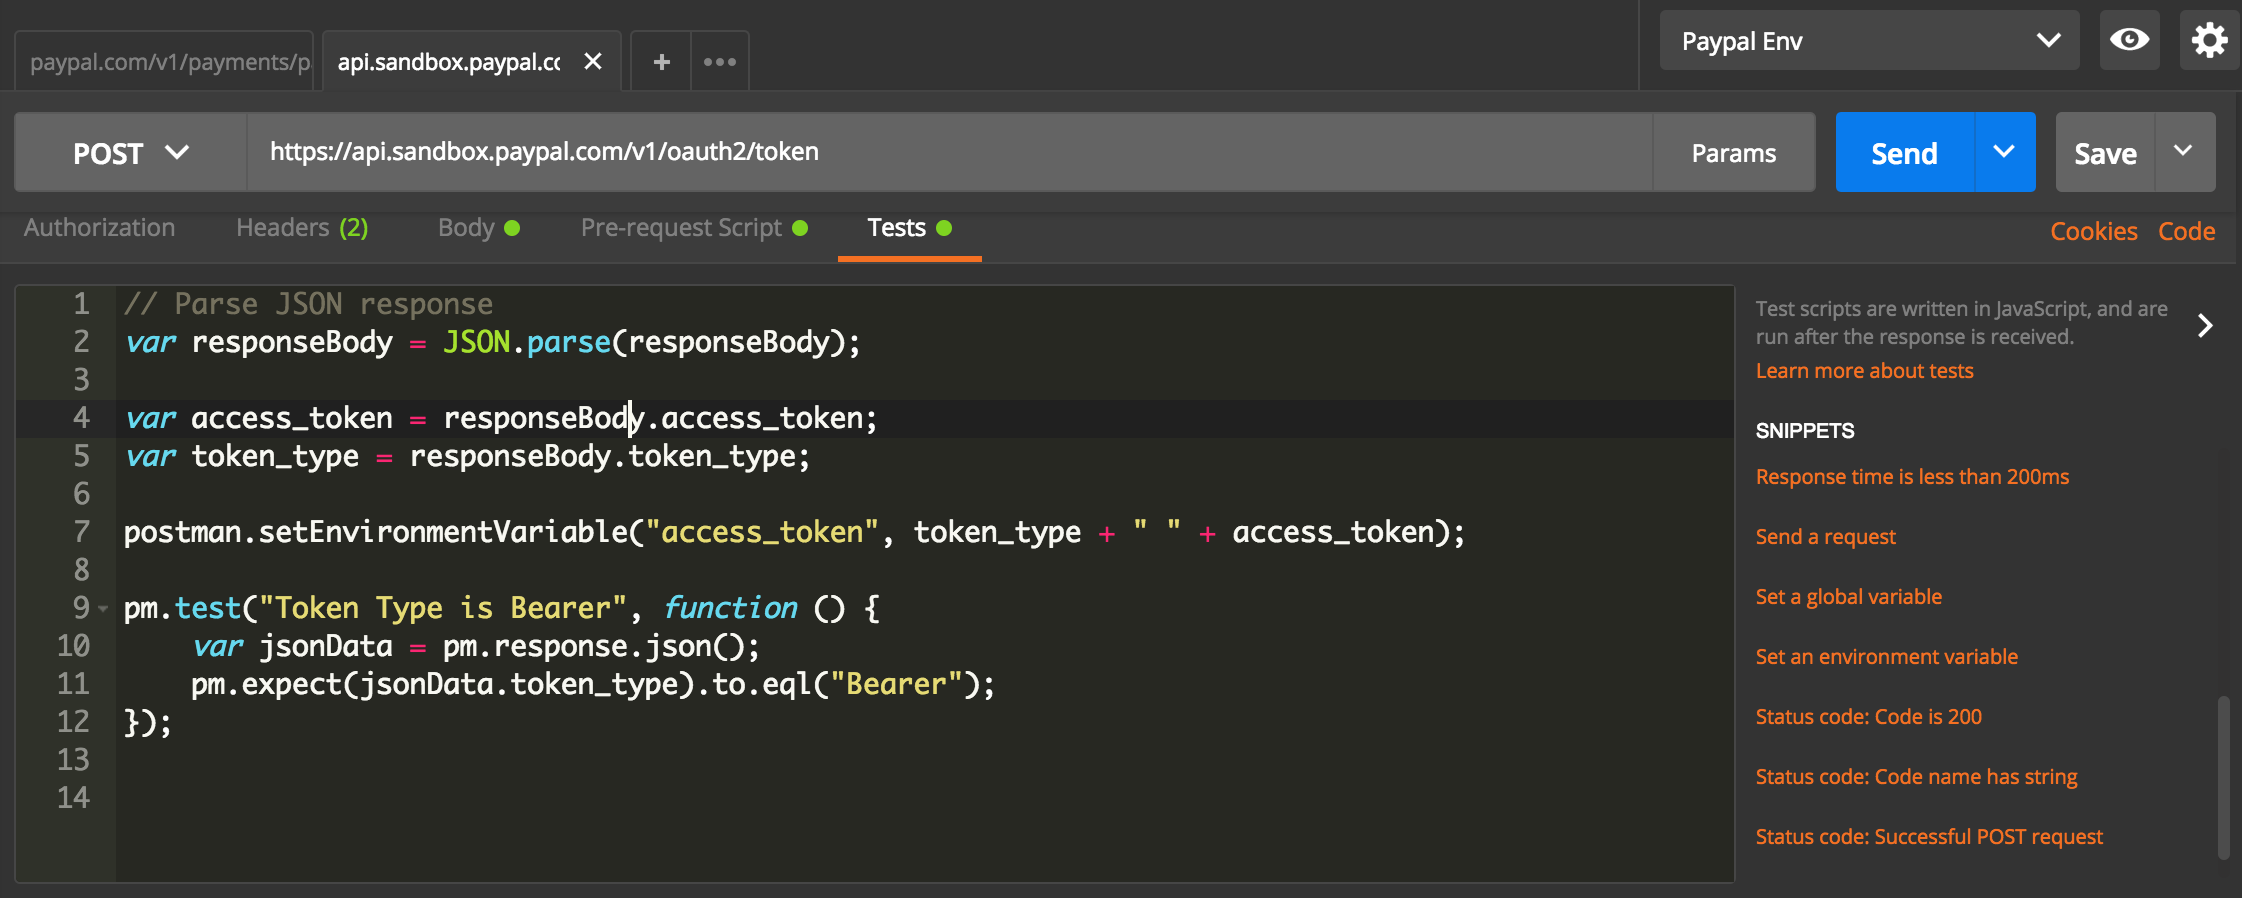 paypal.com/v1/payments/p
api.sandbox.paypal.cc
Paypal Env
POST
https://api.sandbox.paypal.com/v1/oauth2/token
Params
Send
Save
Authorization
Headers (2)
Body
Pre-request Script
Tests
Cookies
Code
1 // Parse JSON response
2 var responseBody = JSON.parse(responseBody);
3
4 var access_token = responseBody.access_token;
5 var token_type = responseBody.token_type;
6
7 postman.setEnvironmentVariable("access_token", token_type + " " + access_token);
8
9 pm.test("Token Type is Bearer", function () {
10     var jsonData = pm.response.json();
11     pm.expect(jsonData.token_type).to.eql("Bearer");
12 });
13
14
Test scripts are written in JavaScript, and are
run after the response is received.
Learn more about tests
SNIPPETS
Response time is less than 200ms
Send a request
Set a global variable
Set an environment variable
Status code: Code is 200
Status code: Code name has string
Status code: Successful POST request